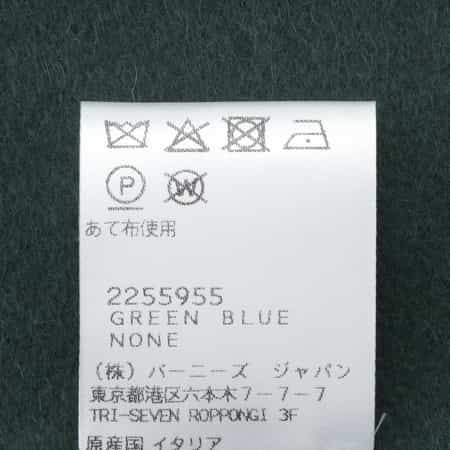 P W
あて布使用
2255955
GREEN BLUE
NONE
(株) バーニーズ ジャパン
東京都港区六本木7-7-7
TRI-SEVEN ROPPONGI 3F
原産国 イタリア